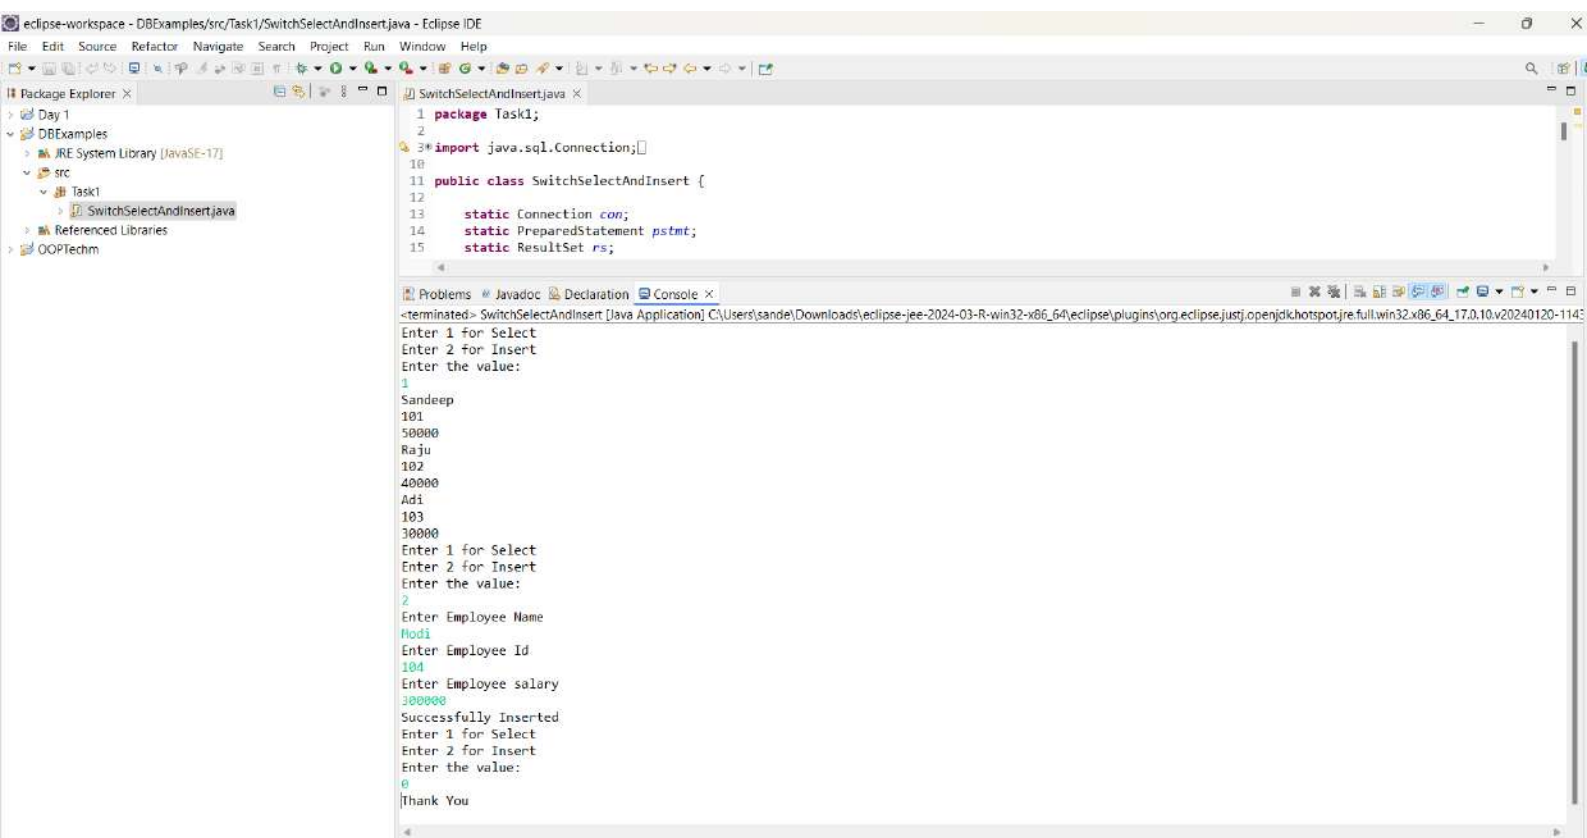 eclipse-workspace - DBExamples/src/Task1/SwitchSelectAndInsert.java - Eclipse IDE
File Edit Source Refactor Navigate Search Project Run Window Help
Package Explorer
Day 1
DBExamples
JRE System Library [JavaSE-17]
src
Task1
SwitchSelectAndInsert.java
Referenced Libraries
OOPTechm
SwitchSelectAndInsert.java
1 package Task1;
2
3 import java.sql.Connection;
10
11 public class SwitchSelectAndInsert {
12
13 static Connection con;
14 static PreparedStatement pstmt;
15 static ResultSet rs;
Problems Javadoc Declaration Console
<terminated> SwitchSelectAndInsert [Java Application] C:\Users\sande\Downloads\eclipse-jee-2024-03-R-win32-x86_64\eclipse\plugins\org.eclipse.justj.openjdk.hotspot.jre.full.win32.x86_64_17.0.10.v20240120-1143
Enter 1 for Select
Enter 2 for Insert
Enter the value:
1
Sandeep
101
50000
Raju
102
40000
Adi
103
30000
Enter 1 for Select
Enter 2 for Insert
Enter the value:
2
Enter Employee Name
Modi
Enter Employee Id
104
Enter Employee salary
300000
Successfully Inserted
Enter 1 for Select
Enter 2 for Insert
Enter the value:
0
Thank You